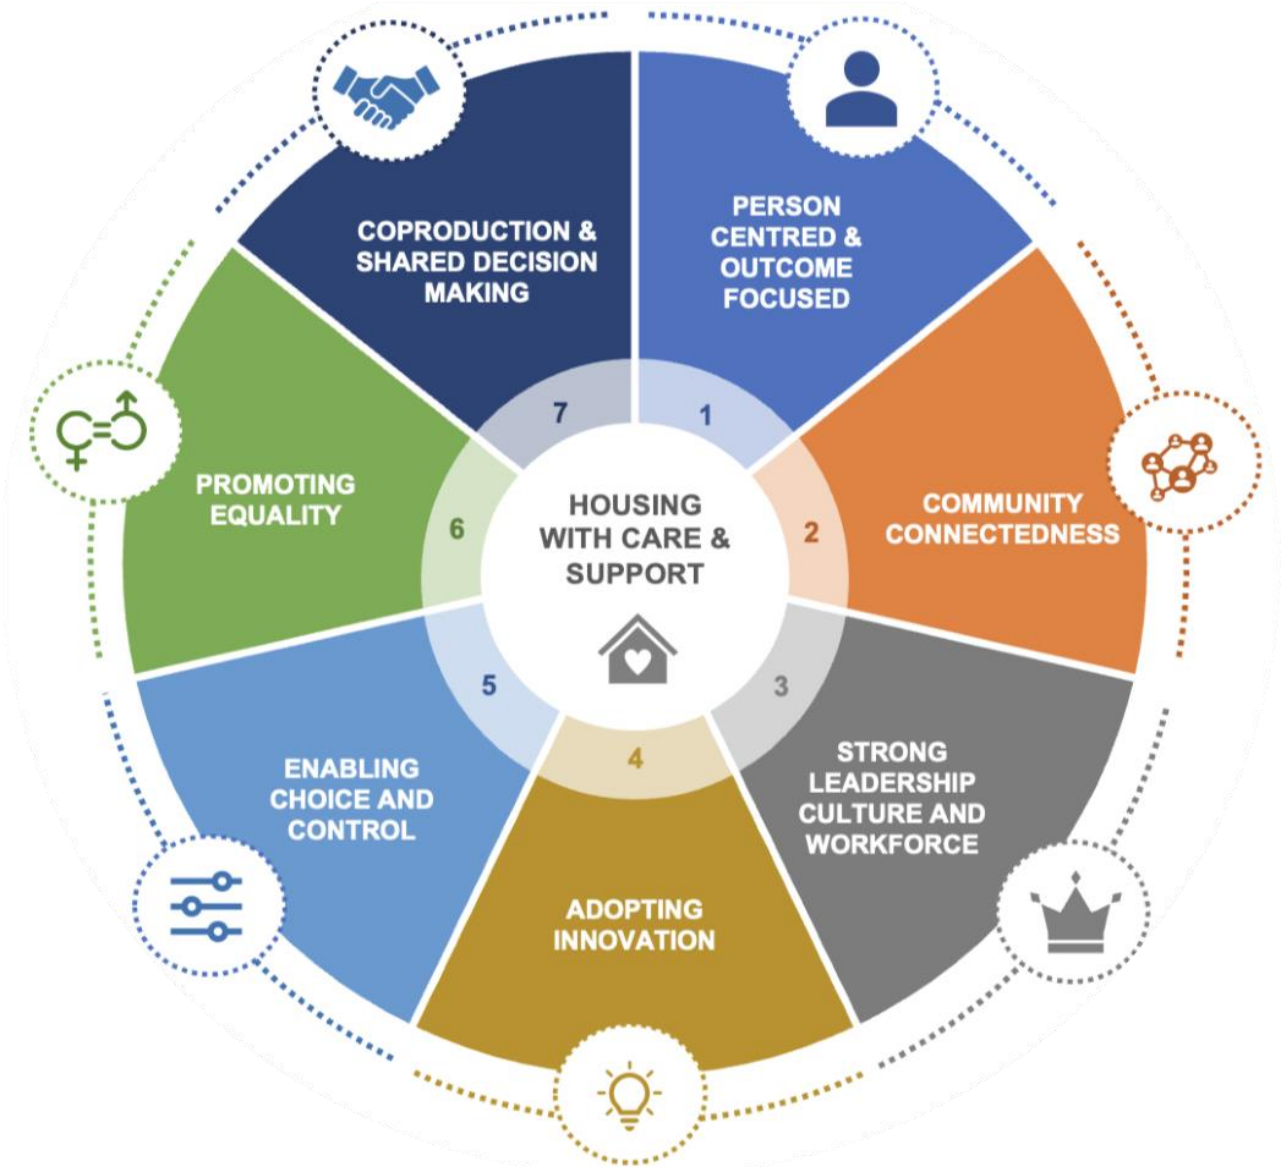 HOUSING
WITH CARE &
SUPPORT
1
PERSON
CENTRED &
OUTCOME
FOCUSED
2
COMMUNITY
CONNECTEDNESS
3
STRONG
LEADERSHIP
CULTURE AND
WORKFORCE
4
ADOPTING
INNOVATION
5
ENABLING
CHOICE AND
CONTROL
6
PROMOTING
EQUALITY
7
COPRODUCTION &
SHARED DECISION
MAKING